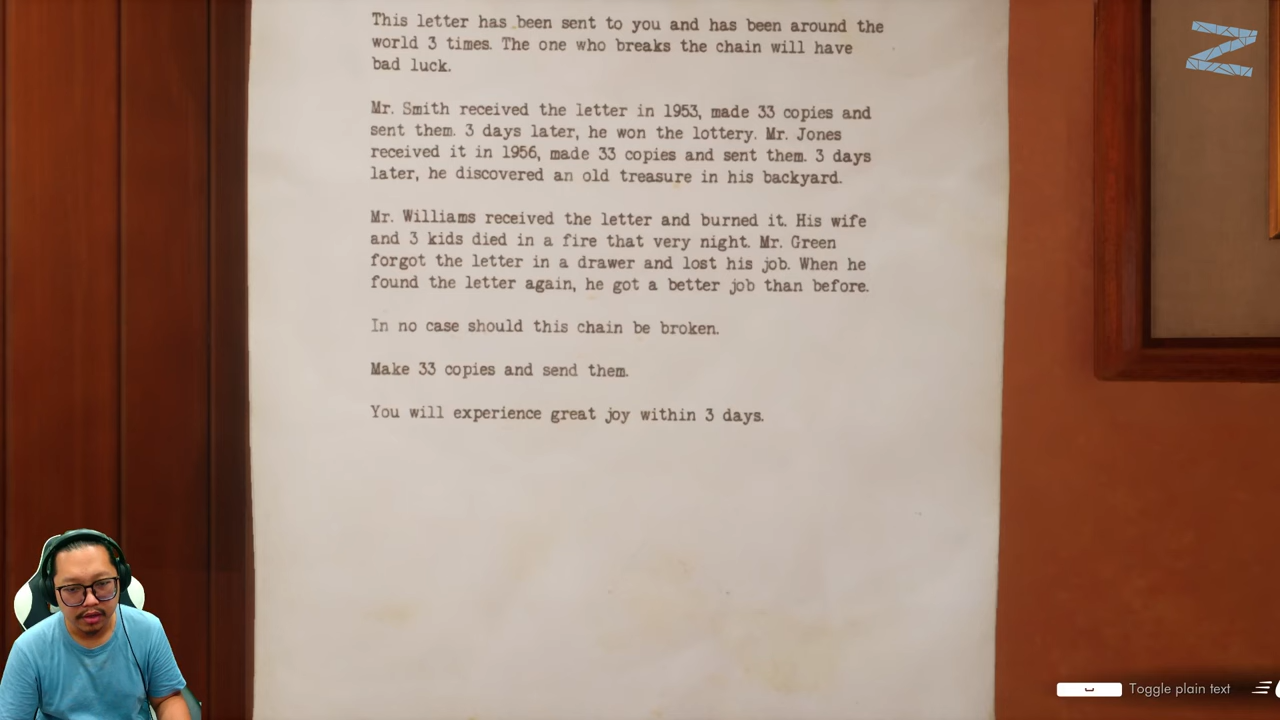 This letter has been sent to you and has been around the
world 3 times. The one who breaks the chain will have
bad luck.
Mr. Smith received the letter in 1953, made 33 copies and
sent them. 3 days later, he won the lottery. Mr. Jones
received it in 1956, made 33 copies and sent them. 3 days
later, he discovered an old treasure in his backyard.
Mr. Williams received the letter and burned it. His wife
and 3 kids died in a fire that very night. Mr. Green
forgot the letter in a drawer and lost his job. When he
found the letter again, he got a better job than before.
In no case should this chain be broken.
Make 33 copies and send them.
You will experience great joy within 3 days.
Z
Toggle plain text